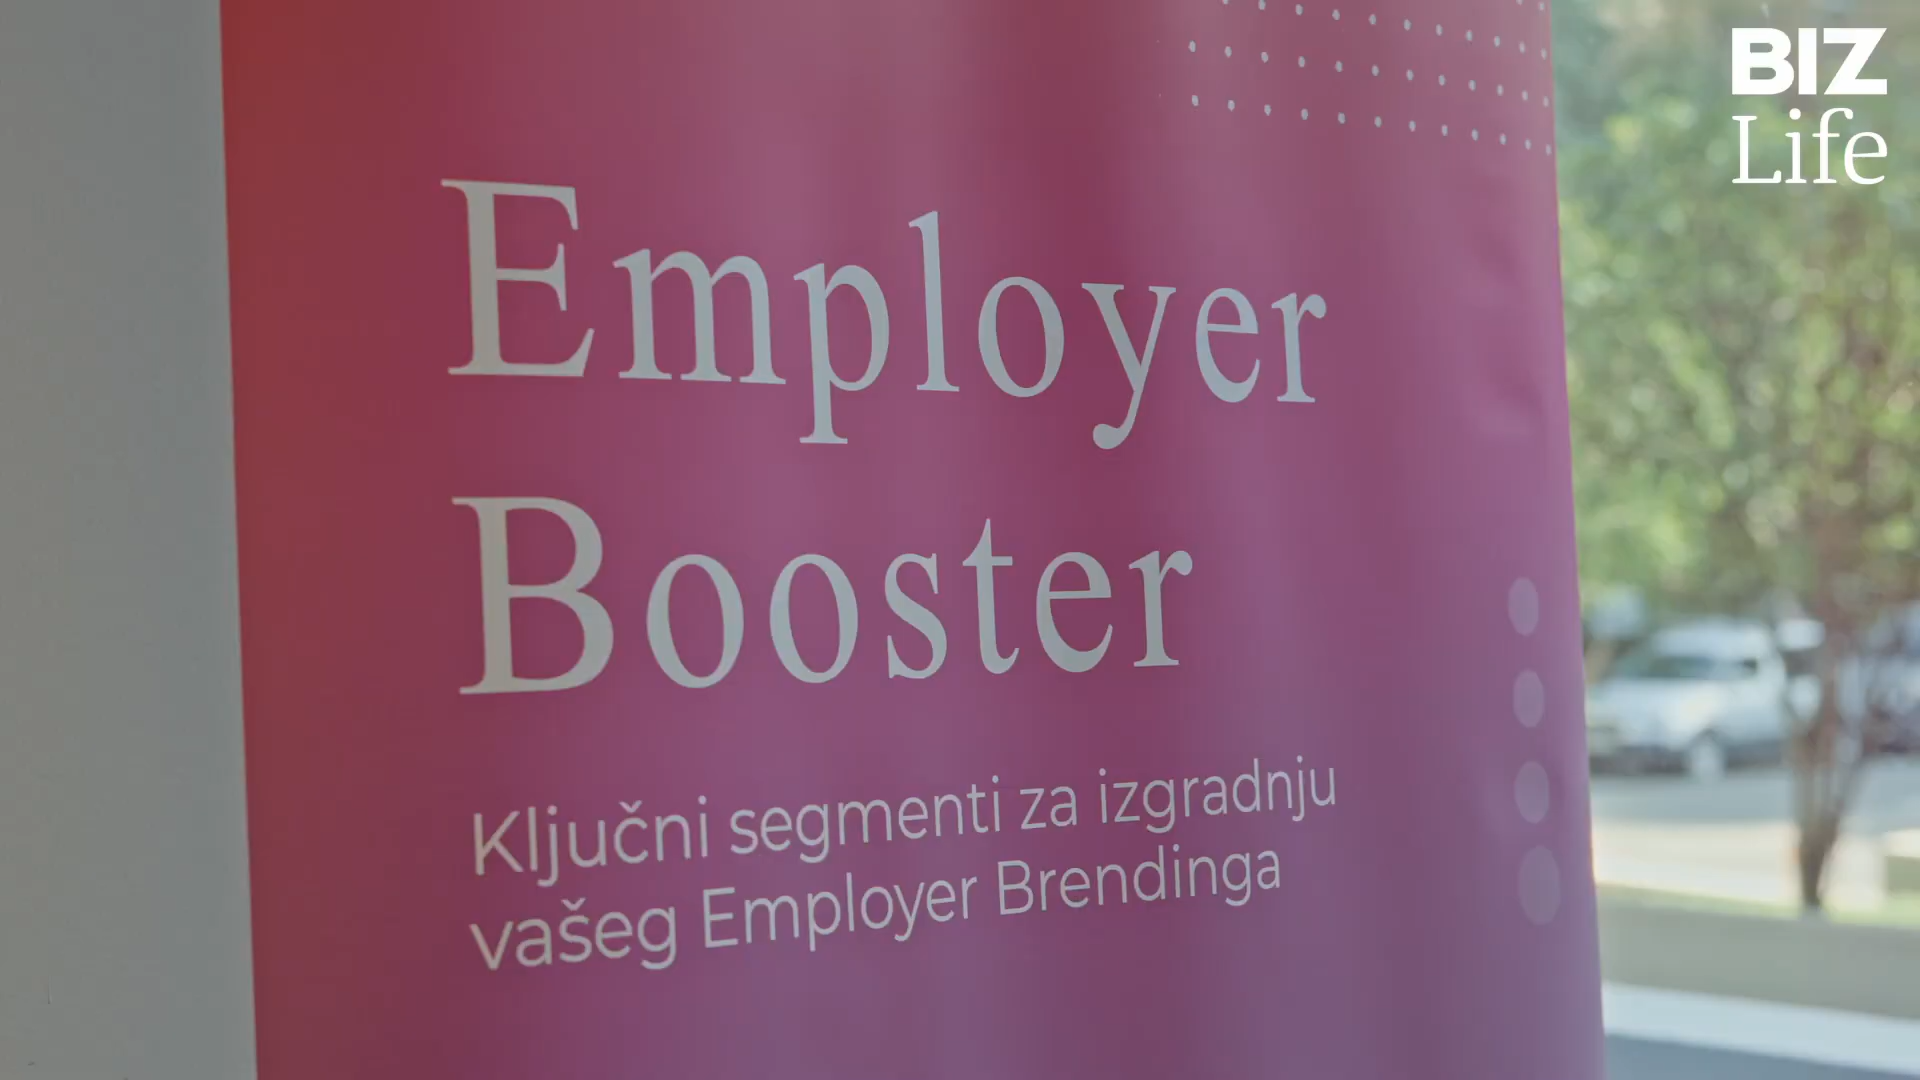 BIZ
Life
Employer
Booster
Ključni segmenti za izgradnju
vašeg Employer Brendinga